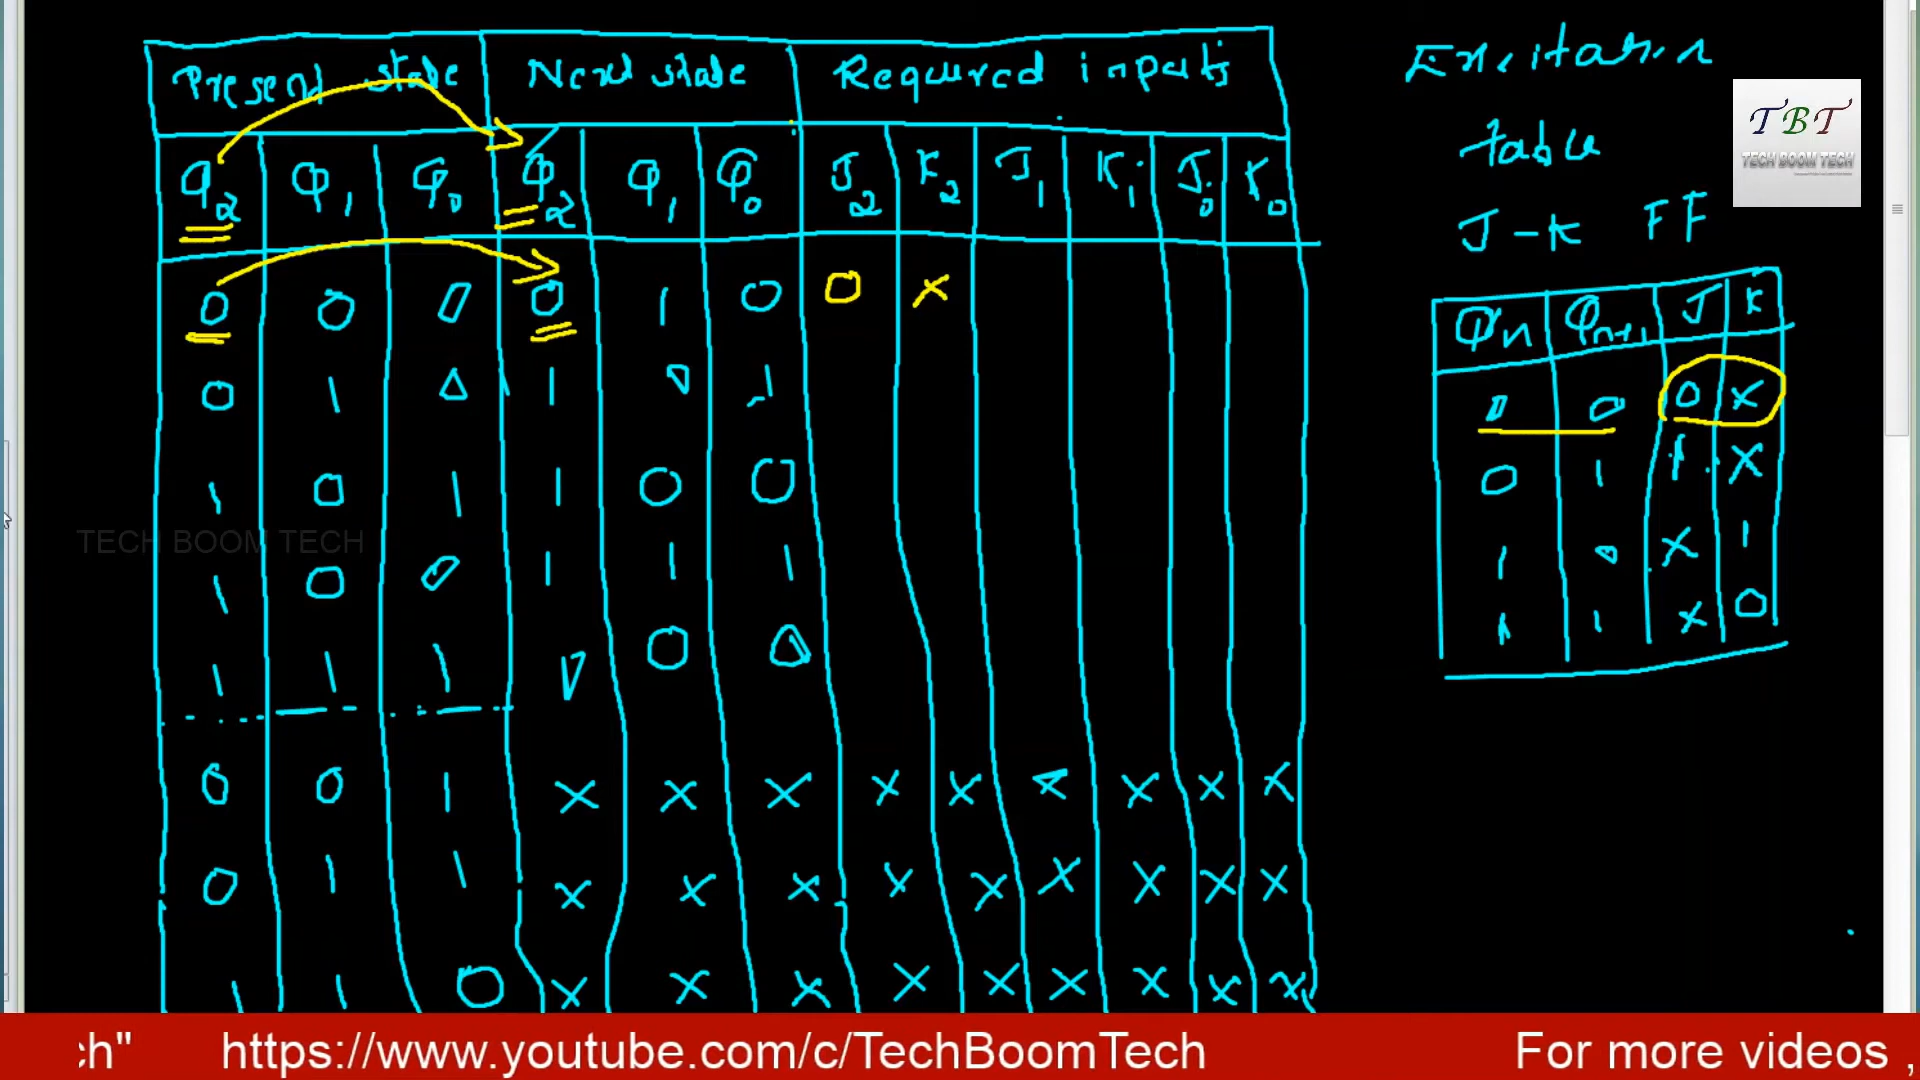 Present state Next state Required inputs
Q2 Q1 Q0 Q2 Q1 Q0 J2 K2 J1 K1 J0 K0
0 0 0 0 1 0 0 X
0 1 0 1 0 1
1 0 1 1 0 0
1 0 0 1 1 1
1 1 1 0 0 0
0 0 1 X X X X X X X X X
0 1 1 X X X X X X X X X
1 1 0 X X X X X X X X X
Excitation
table
J-K FF
Qn Qn+1 J K
0 0 0 X
0 1 1 X
1 0 X 1
1 1 X 0
TBT
TECH BOOM TECH
TECH BOOM TECH
ch" https://www.youtube.com/c/TechBoomTech For more videos ,